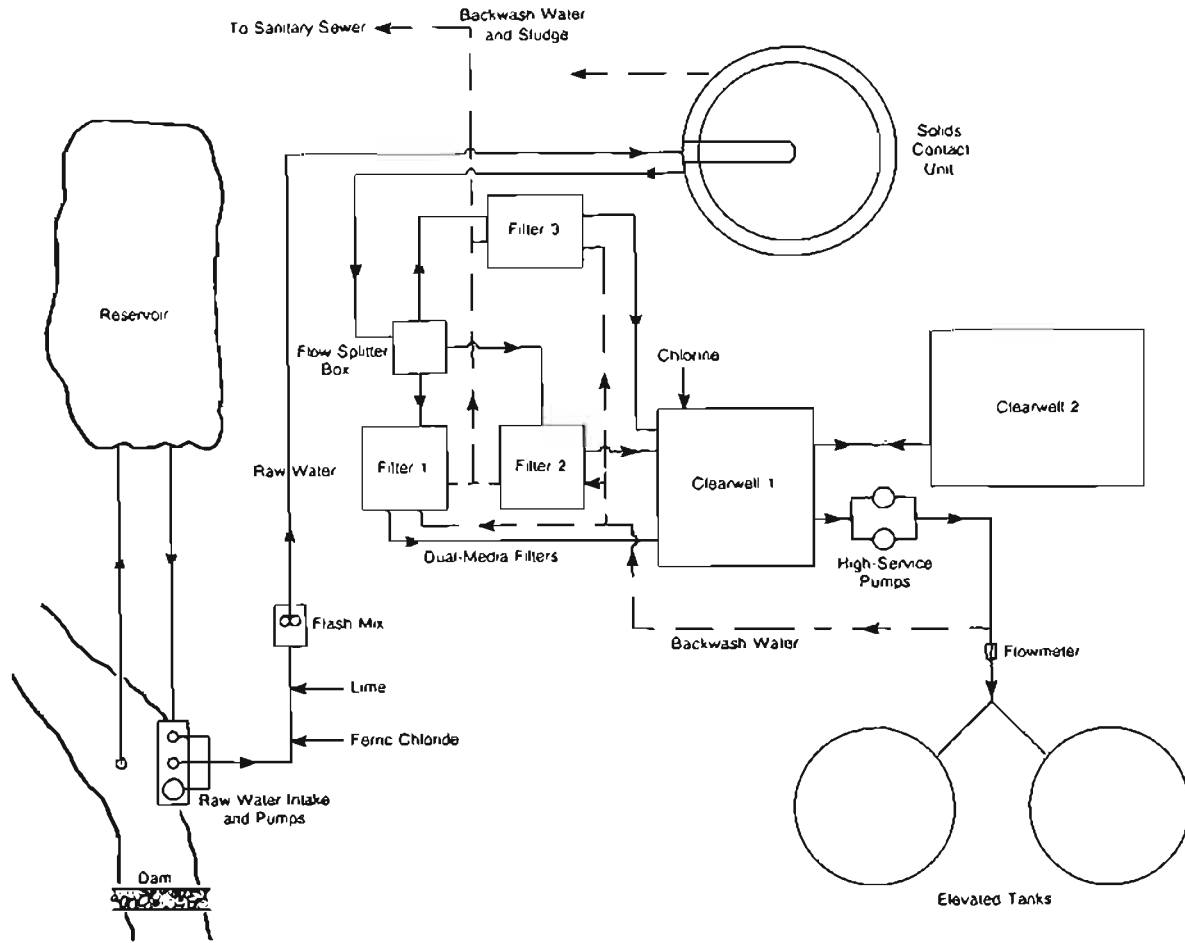 To Sanitary Sewer
Backwash Water
and Sludge
Solids
Contact
Unit
Filter 3
Reservoir
Flow Splitter
Box
Chlorine
Clearwell 2
Raw Water
Filter 1
Filter 2
Clearwell 1
Dual-Media Filters
High-Service
Pumps
Flash Mix
Backwash Water
Flowmeter
Lime
Ferric Chloride
Raw Water Intake
and Pumps
Dam
Elevated Tanks